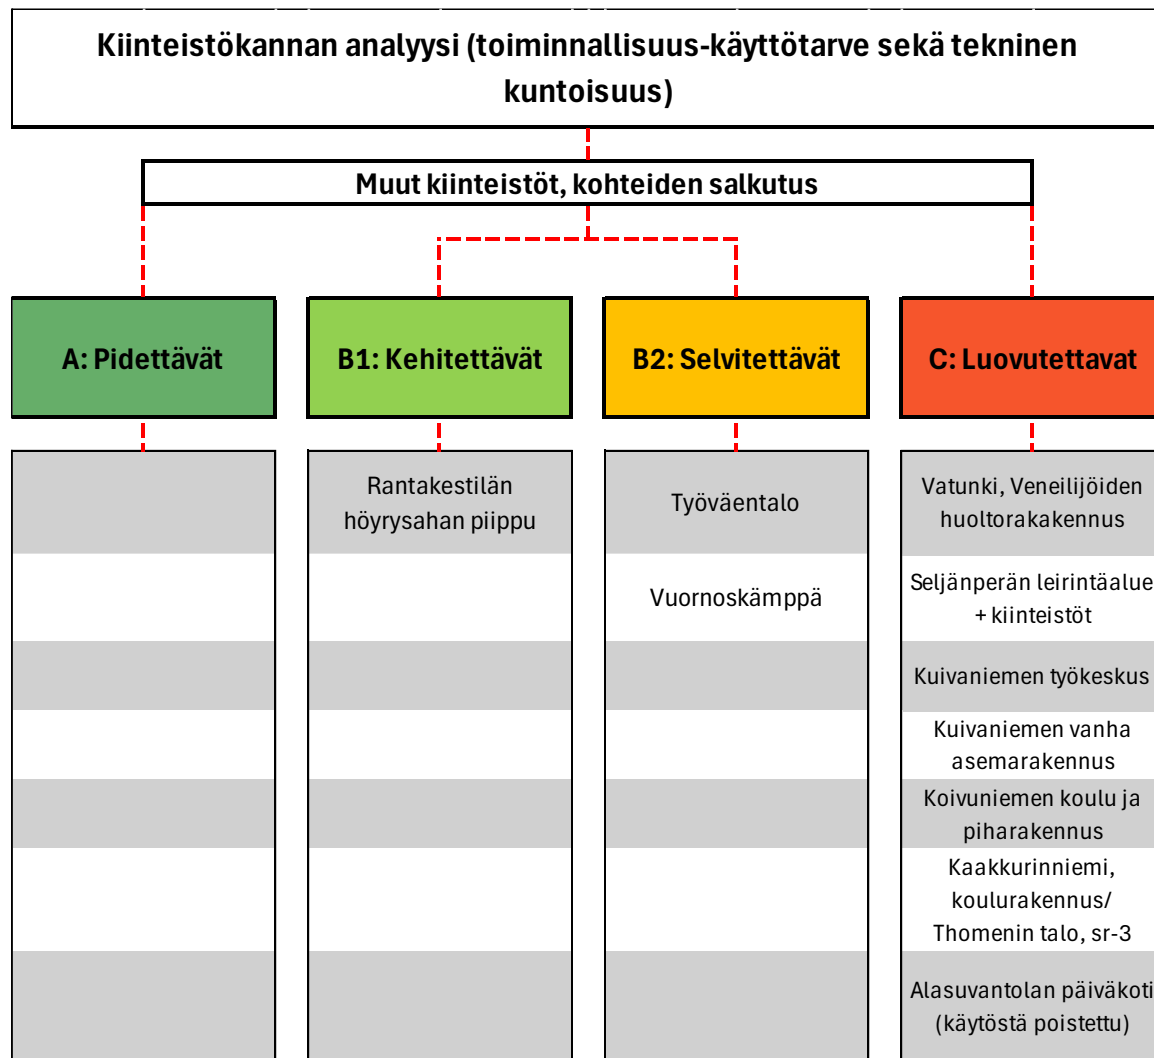 Kiinteistökannan analyysi (toiminnallisuus-käyttötarve sekä tekninen
kuntoisuus)
Muut kiinteistöt, kohteiden salkutus
A: Pidettävät
B1: Kehitettävät
B2: Selvitettävät
C: Luovutettavat
Rantakestilän
höyrysahan piippu
Työväentalo
Vuornoskämppä
Vatunki, Veneilijöiden
huoltorakakennus
Seljänperän leirintäalue
+ kiinteistöt
Kuivaniemen työkeskus
Kuivaniemen vanha
asemarakennus
Koivuniemen koulu ja
piharakennus
Kaakkurinniemi,
koulurakennus/
Thomenin talo, sr-3
Alasuvantolan päiväkoti
(käytöstä poistettu)